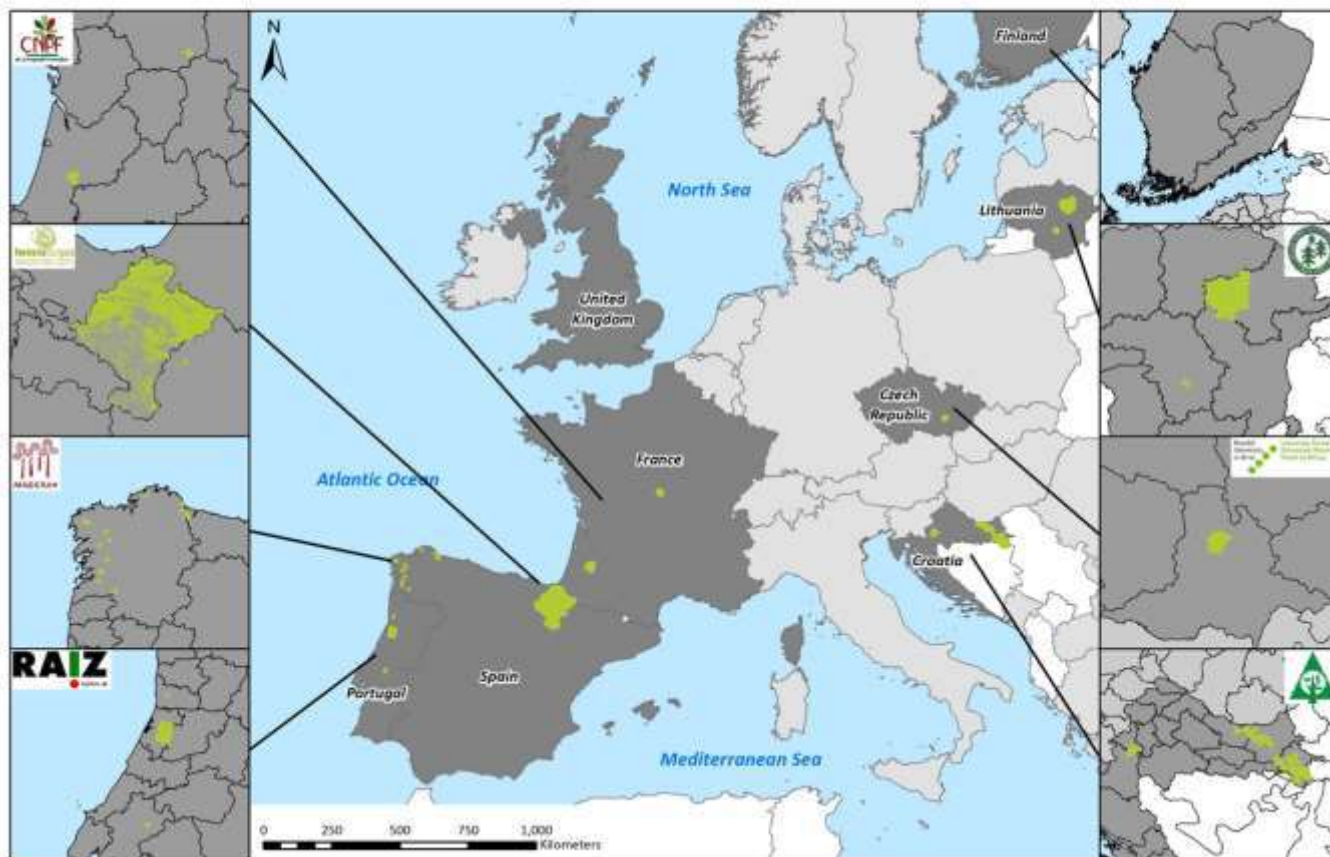 CNPF
N
Finland
North Sea
Lithuania
United
Kingdom
Czech
Republic
France
Atlantic Ocean
Croatia
MADERA+
RAIZ
Portugal
Spain
Mediterranean Sea
0 250 500 750 1,000
Kilometers